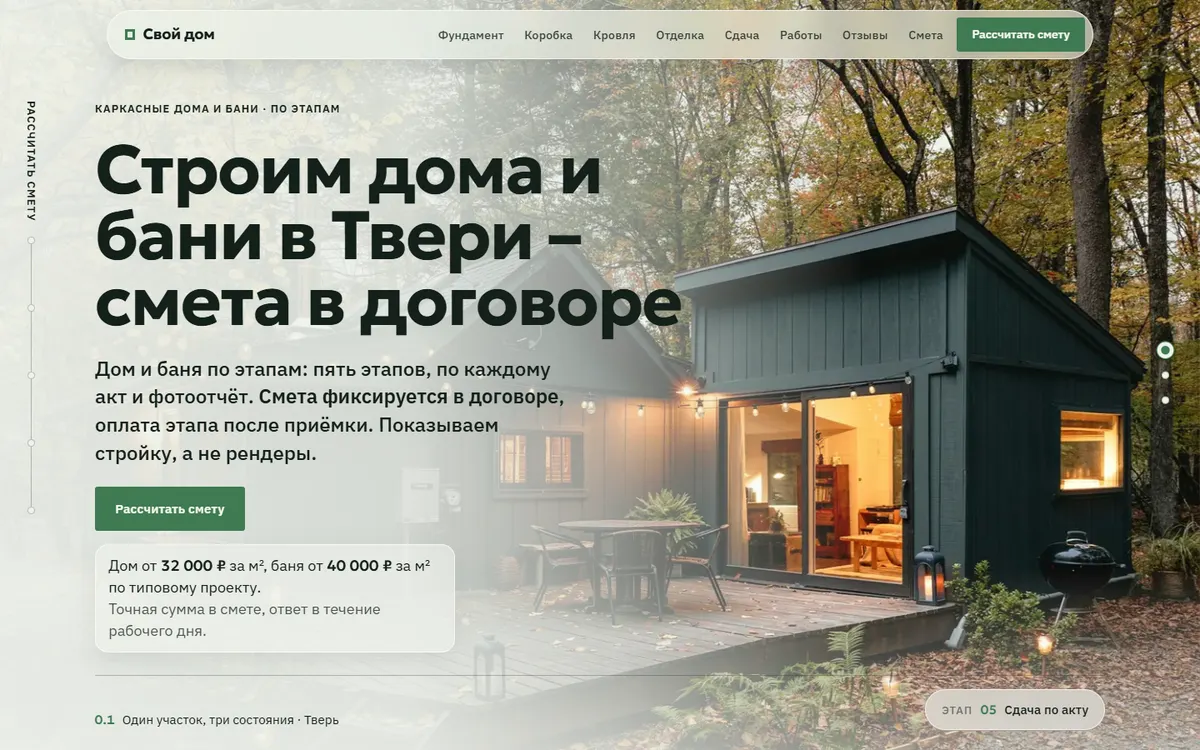 Свой дом
Фундамент Коробка Кровля Отделка Сдача Работы Отзывы Смета Рассчитать смету
РАССЧИТАТЬ СМЕТУ
КАРКАСНЫЕ ДОМА И БАНИ · ПО ЭТАПАМ
Строим дома и
бани в Твери –
смета в договоре
Дом и баня по этапам: пять этапов, по каждому
акт и фотоотчёт. Смета фиксируется в договоре,
оплата этапа после приёмки. Показываем
стройку, а не рендеры.
Рассчитать смету
Дом от 32 000 ₽ за м², баня от 40 000 ₽ за м²
по типовому проекту.
Точная сумма в смете, ответ в течение
рабочего дня.
0.1 Один участок, три состояния · Тверь
ЭТАП 05 Сдача по акту